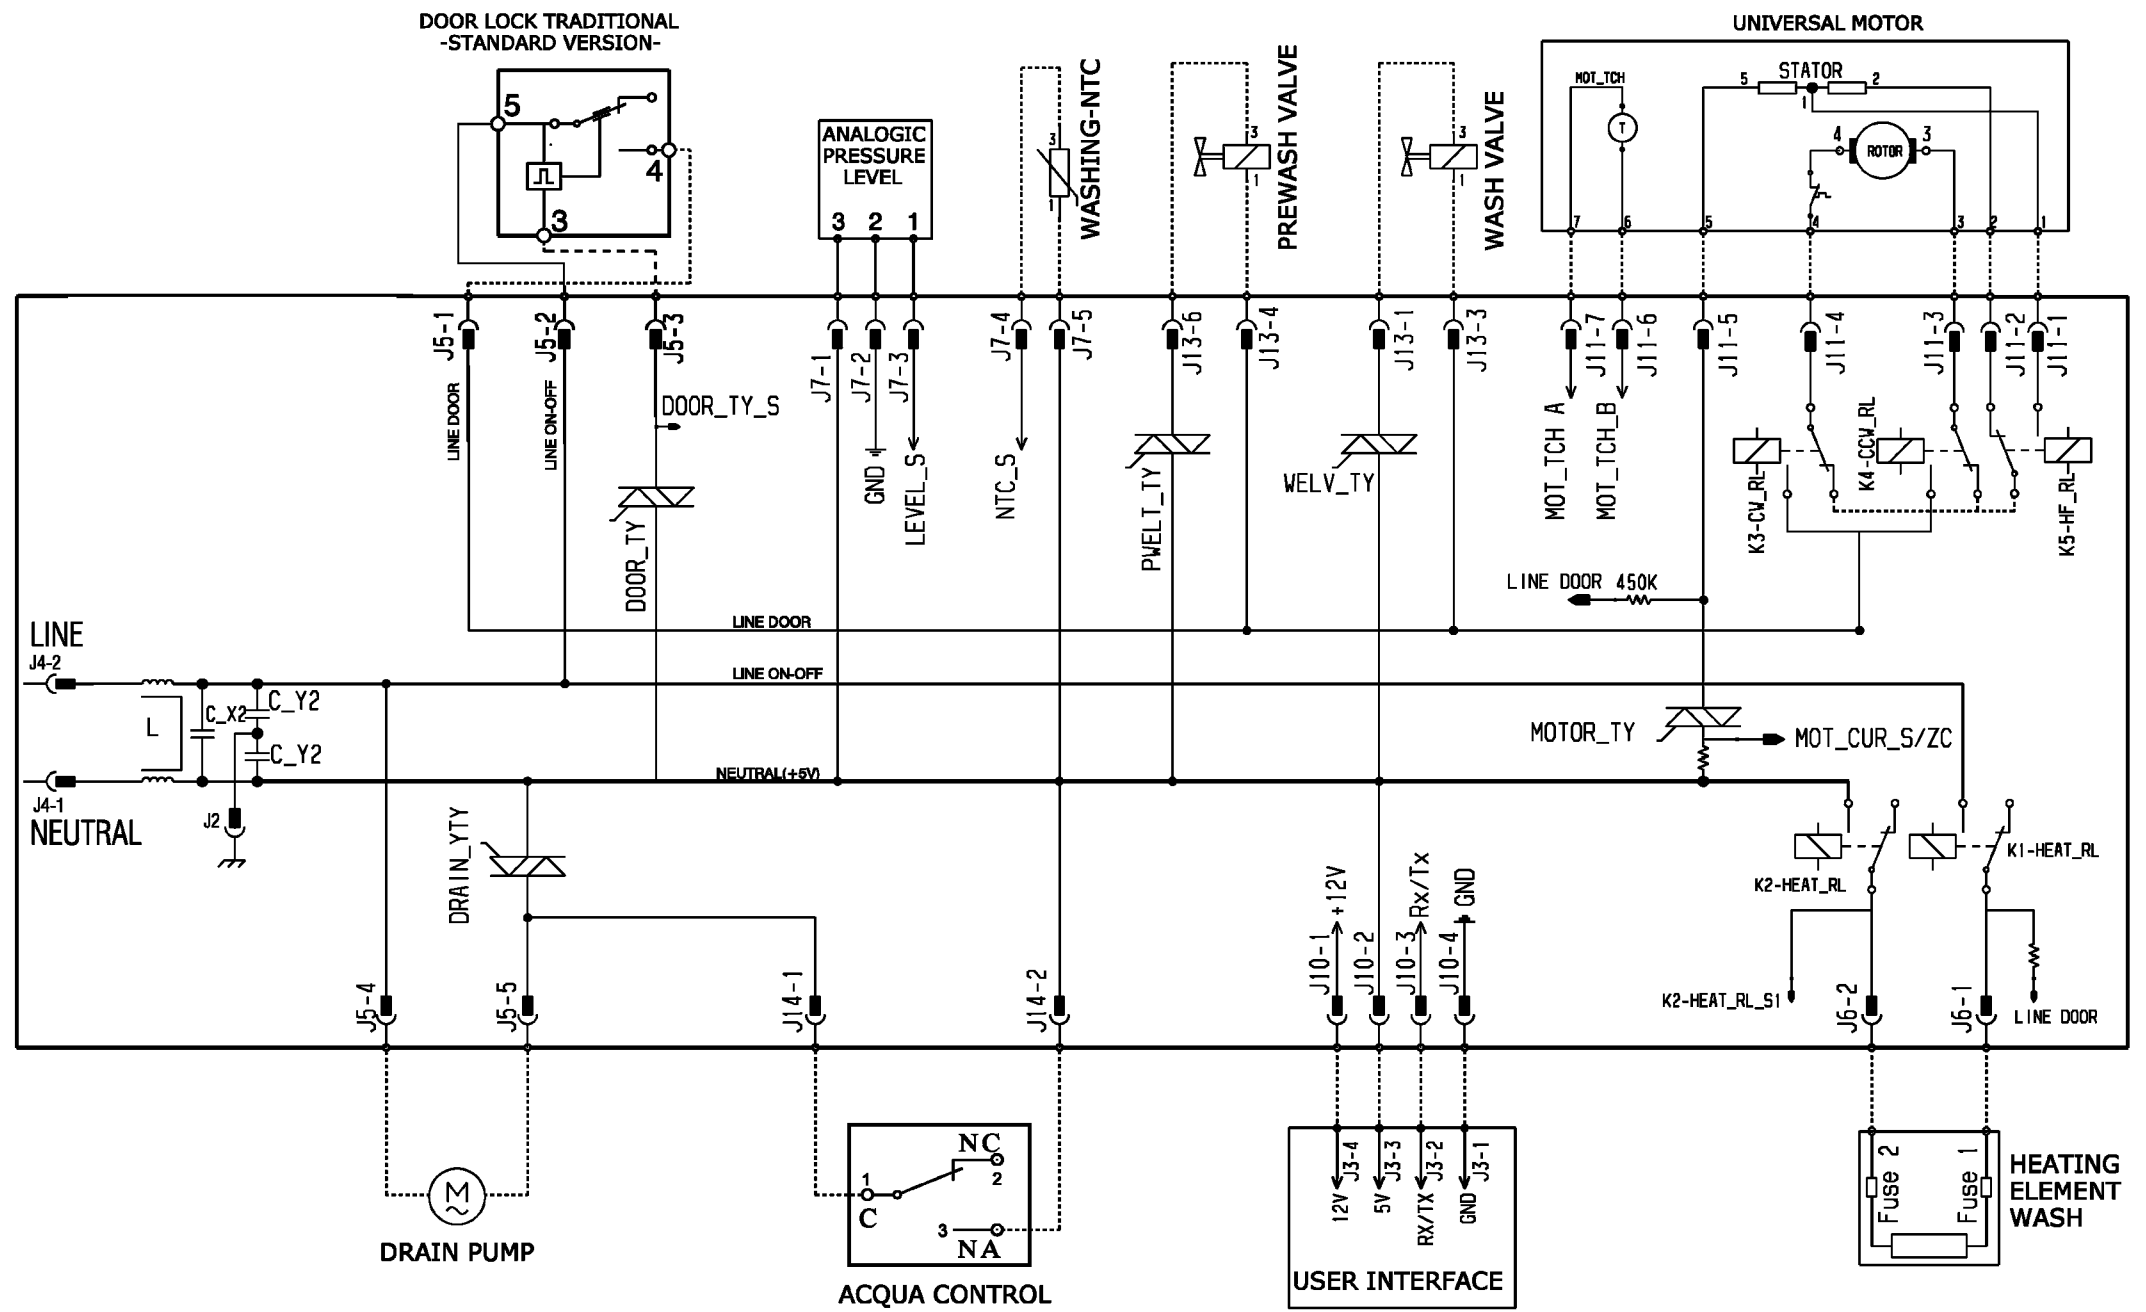 DOOR LOCK TRADITIONAL
-STANDARD VERSION-
5
4
3
ANALOGIC
PRESSURE
LEVEL
3 2 1
3
1
WASHING-NTC
3
1
PREWASH VALVE
3
1
WASH VALVE
UNIVERSAL MOTOR
MOT_TCH
T
5 STATOR 2
1
4 ROTOR 3
7 6 5 4 3 2 1
J5-1
J5-2
J5-3
J7-1
J7-2
J7-3
J7-4
J7-5
J13-6
J13-4
J13-1
J13-3
J11-7
J11-6
J11-5
J11-4
J11-3
J11-2
J11-1
LINE DOOR
LINE ON-OFF
DOOR_TY_S
DOOR_TY
GND
LEVEL_S
NTC_S
PWELT_TY
WELV_TY
MOT_TCH A
MOT_TCH_B
K3-CW_RL
K4-CCW_RL
K5-HF_RL
LINE DOOR 450K
LINE DOOR
LINE
J4-2
LINE ON-OFF
L
C_X2
C_Y2
C_Y2
MOTOR_TY
MOT_CUR_S/ZC
NEUTRAL(+5V)
J4-1
NEUTRAL
J2
DRAIN_YTY
+12V
Rx/Tx
GND
K2-HEAT_RL
K1-HEAT_RL
J5-4
J5-5
J14-1
J14-2
J10-1
J10-2
J10-3
J10-4
K2-HEAT_RL_S1
J6-2
J6-1
LINE DOOR
M
DRAIN PUMP
1
C
NC
2
3
NA
ACQUA CONTROL
J3-4
J3-3
J3-2
J3-1
12V
5V
RX/TX
GND
USER INTERFACE
Fuse 2
Fuse 1
HEATING
ELEMENT
WASH